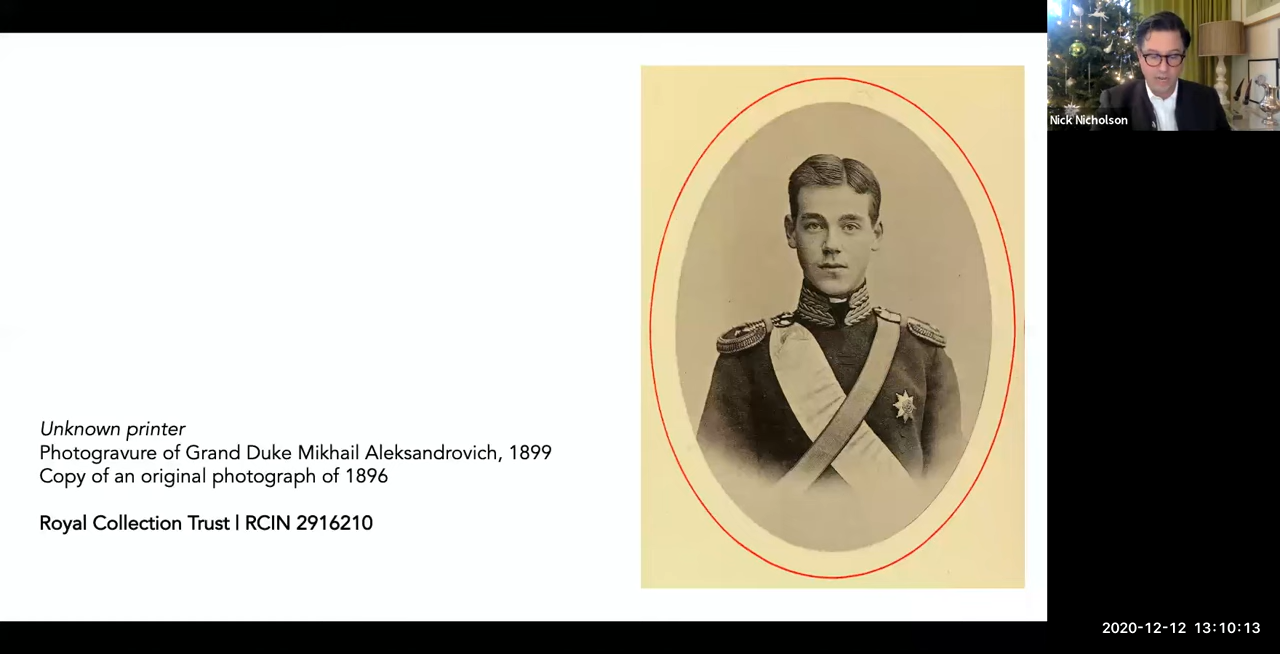 Unknown printer
Photogravure of Grand Duke Mikhail Aleksandrovich, 1899
Copy of an original photograph of 1896
Royal Collection Trust | RCIN 2916210
Nick Nicholson
2020-12-12 13:10:13